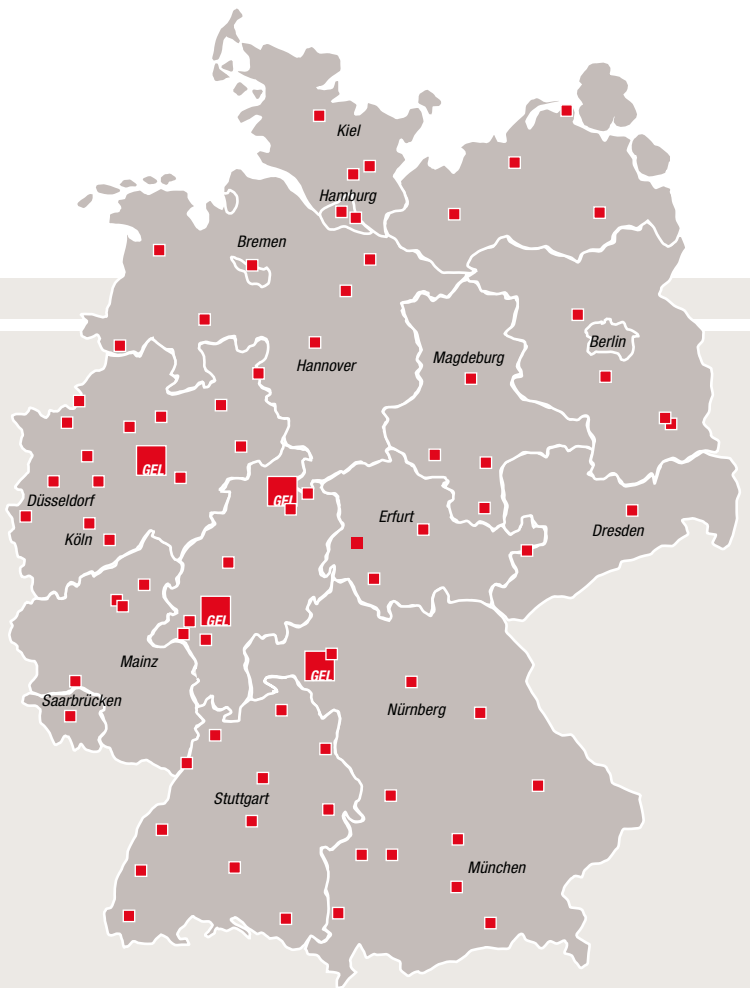 Kiel
Hamburg
Bremen
Berlin
Magdeburg
Hannover
GEL
GEL
Düsseldorf
Erfurt
Dresden
Köln
GEL
Mainz
GEL
Saarbrücken
Nürnberg
Stuttgart
München